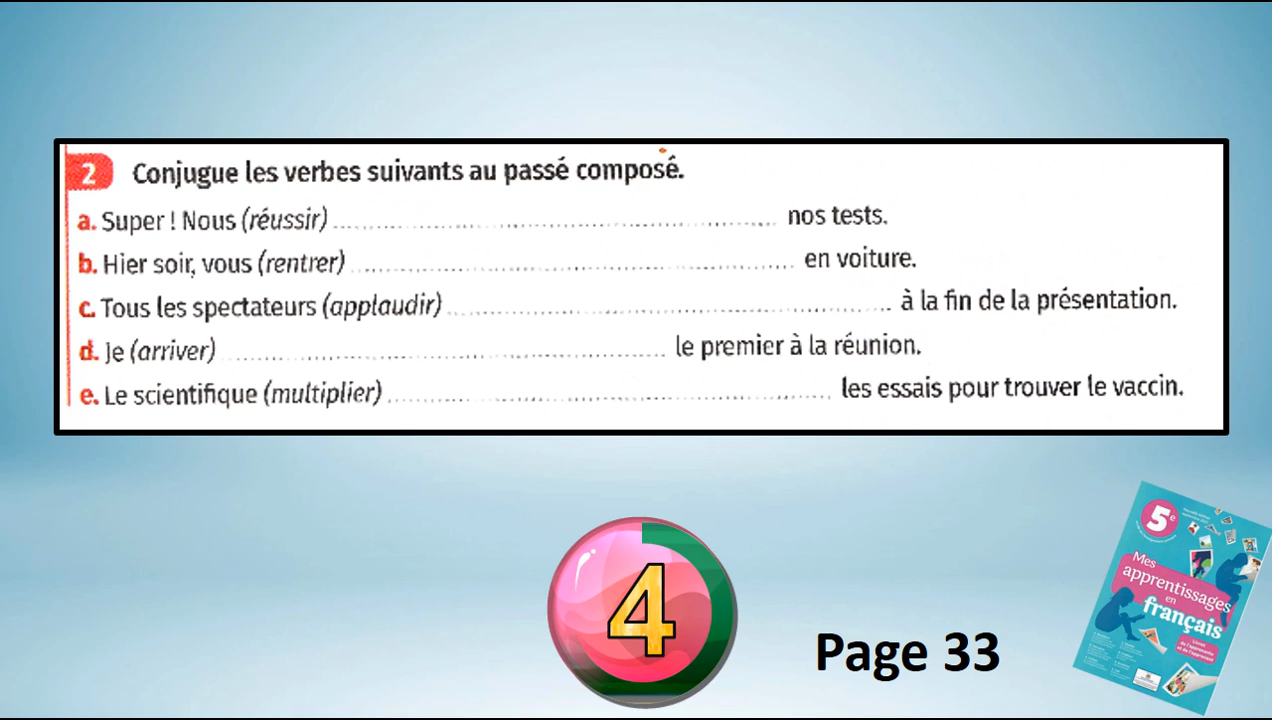 2 Conjugue les verbes suivants au passé composé.
a. Super ! Nous (réussir) ........................................ nos tests.
b. Hier soir, vous (rentrer) ........................................ en voiture.
c. Tous les spectateurs (applaudir) ........................................ à la fin de la présentation.
d. Je (arriver) ........................................ le premier à la réunion.
e. Le scientifique (multiplier) ........................................ les essais pour trouver le vaccin.
4
Page 33
5e
Mes
apprentissages
en
français